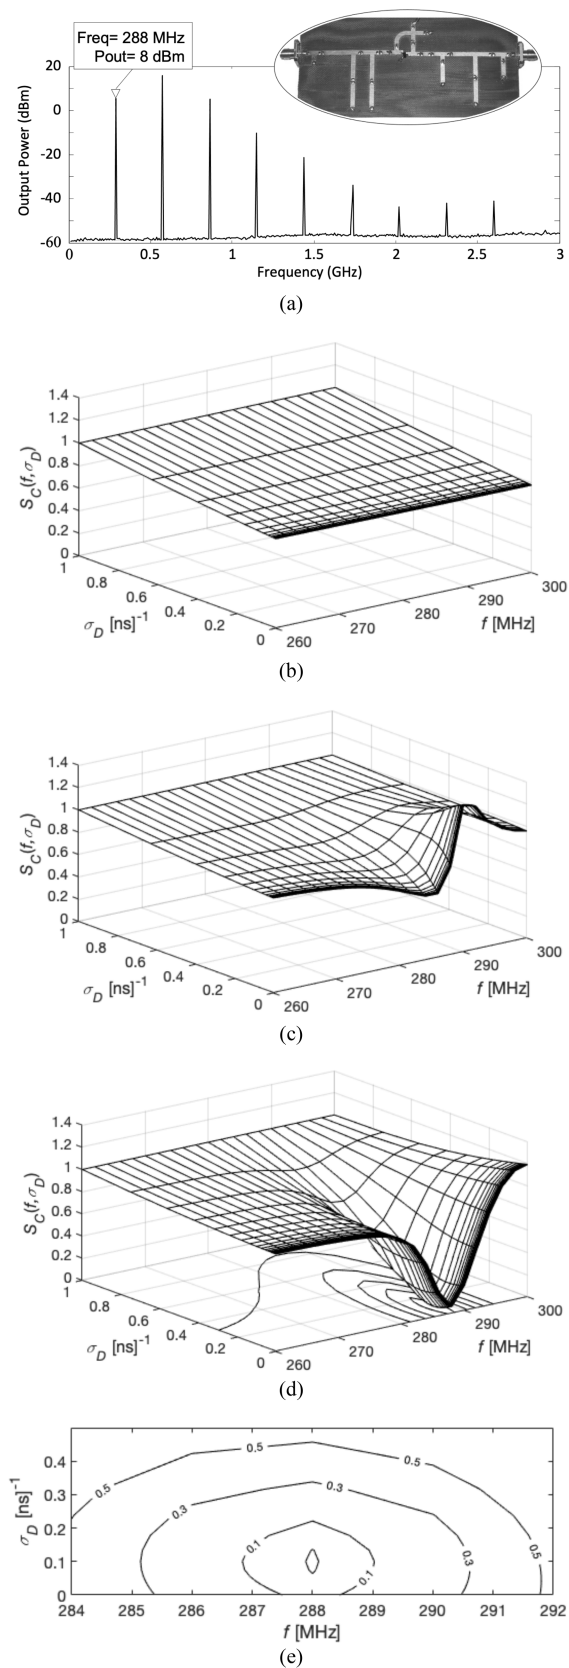 Freq= 288 MHz
Pout= 8 dBm
20
0
-20
-40
-60
Output Power (dBm)
0 0.5 1 1.5 2 2.5 3
Frequency (GHz)
(a)
1.4
1.2
1
0.8
0.6
0.4
0.2
0
S_C(f,σ_D)
1 0.8 0.6 0.4 0.2 0
σ_D [ns]^-1
260 270 280 290 300
f [MHz]
(b)
1.4
1.2
1
0.8
0.6
0.4
0.2
0
S_C(f,σ_D)
1 0.8 0.6 0.4 0.2 0
σ_D [ns]^-1
260 270 280 290 300
f [MHz]
(c)
1.4
1.2
1
0.8
0.6
0.4
0.2
0
S_C(f,σ_D)
1 0.8 0.6 0.4 0.2 0
σ_D [ns]^-1
260 270 280 290 300
f [MHz]
(d)
0.4
0.3
0.2
0.1
0
σ_D [ns]^-1
0.5 0.5 0.5 0.5
0.3 0.3 0.3
0.1 0.1
284 285 286 287 288 289 290 291 292
f [MHz]
(e)